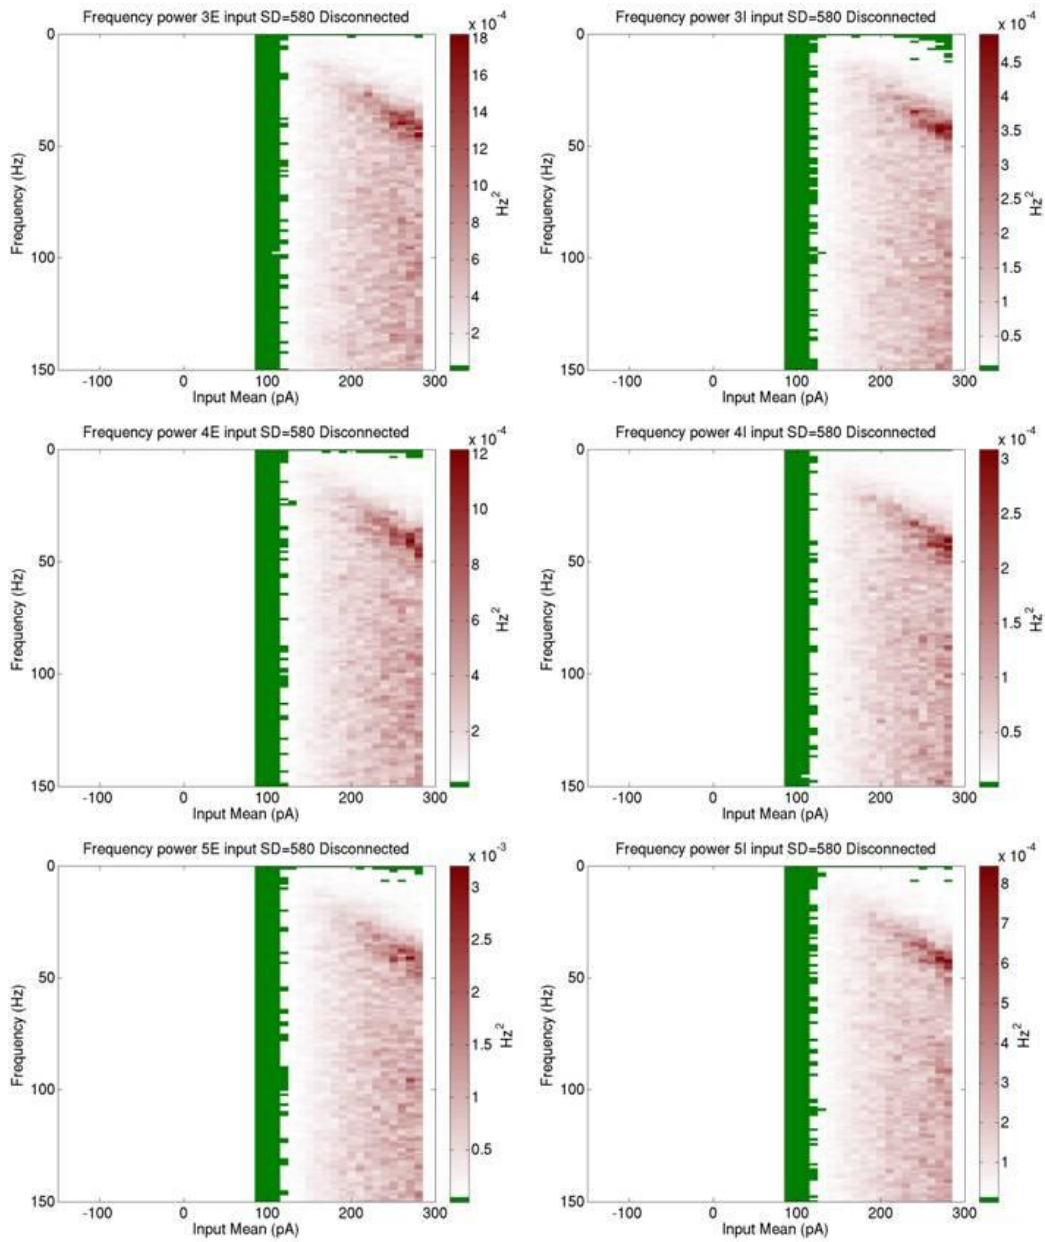 Frequency power 3E input SD=580 Disconnected
x 10^-4
0
50
100
150
Frequency (Hz)
-100 0 100 200 300
Input Mean (pA)
18
16
14
12
10
8
6
4
2
Hz^2
Frequency power 3I input SD=580 Disconnected
x 10^-4
0
50
100
150
Frequency (Hz)
-100 0 100 200 300
Input Mean (pA)
4.5
4
3.5
3
2.5
2
1.5
1
0.5
Hz^2
Frequency power 4E input SD=580 Disconnected
x 10^-4
0
50
100
150
Frequency (Hz)
-100 0 100 200 300
Input Mean (pA)
12
10
8
6
4
2
Hz^2
Frequency power 4I input SD=580 Disconnected
x 10^-4
0
50
100
150
Frequency (Hz)
-100 0 100 200 300
Input Mean (pA)
3
2.5
2
1.5
1
0.5
Hz^2
Frequency power 5E input SD=580 Disconnected
x 10^-3
0
50
100
150
Frequency (Hz)
-100 0 100 200 300
Input Mean (pA)
3
2.5
2
1.5
1
0.5
Hz^2
Frequency power 5I input SD=580 Disconnected
x 10^-4
0
50
100
150
Frequency (Hz)
-100 0 100 200 300
Input Mean (pA)
8
7
6
5
4
3
2
1
Hz^2